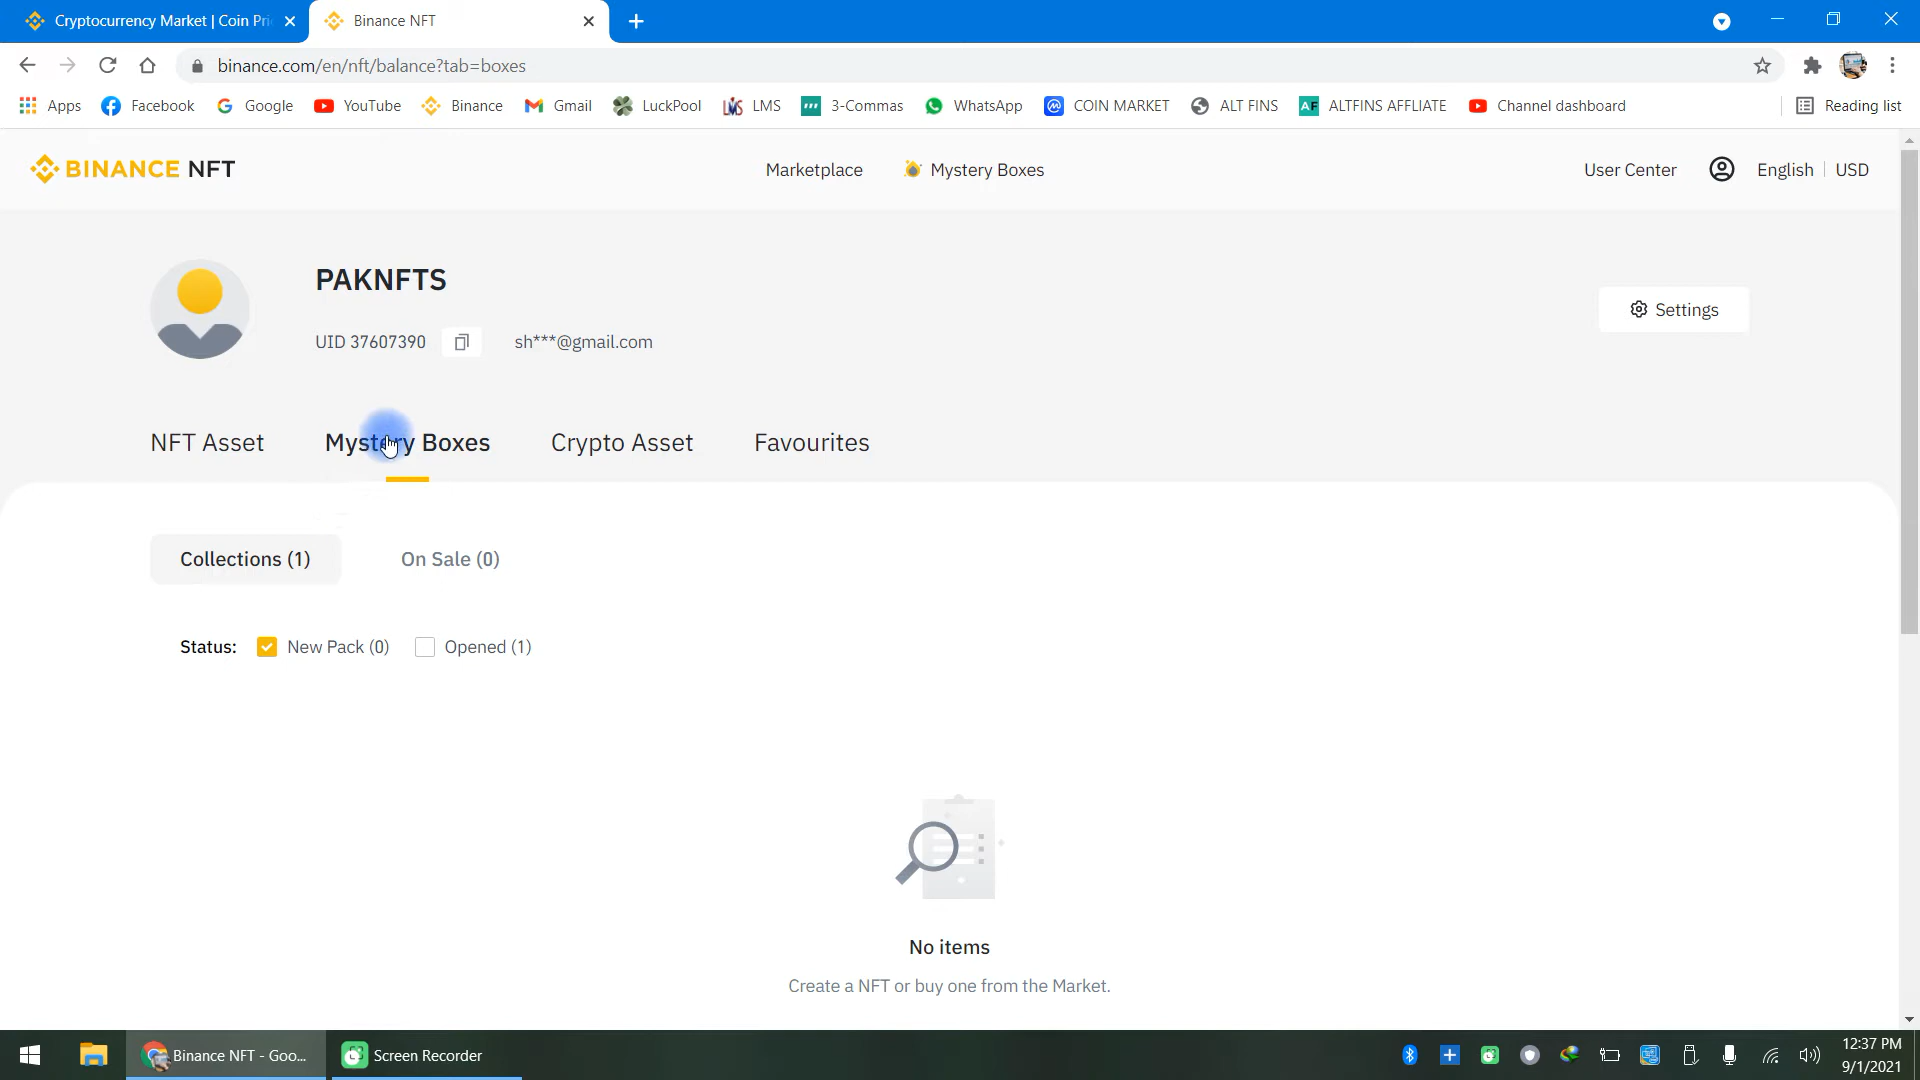 Cryptocurrency Market | Coin Pri
Binance NFT
binance.com/en/nft/balance?tab=boxes
Apps Facebook Google YouTube Binance Gmail LuckPool LMS 3-Commas WhatsApp COIN MARKET ALT FINS ALTFINS AFFLIATE Channel dashboard Reading list
BINANCE NFT Marketplace Mystery Boxes User Center English USD
PAKNFTS
Settings
UID 37607390 sh***@gmail.com
NFT Asset Mystery Boxes Crypto Asset Favourites
Collections (1) On Sale (0)
Status: New Pack (0) Opened (1)
No items
Create a NFT or buy one from the Market.
Binance NFT - Goo... Screen Recorder
12:37 PM
9/1/2021